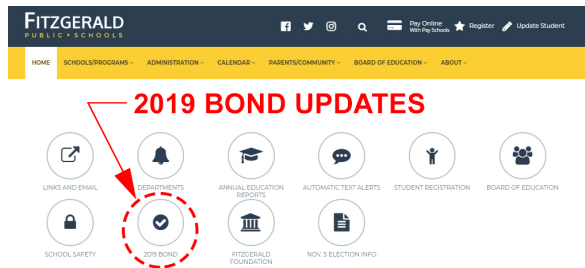 FITZGERALD
PUBLIC • SCHOOLS
Pay Online
With Pay Schools
Register
Update Student
HOME SCHOOLS/PROGRAMS ADMINISTRATION CALENDAR PARENTS/COMMUNITY BOARD OF EDUCATION ABOUT
2019 BOND UPDATES
LINKS AND EMAIL
DEPARTMENTS
ANNUAL EDUCATION
REPORTS
AUTOMATIC TEXT ALERTS
STUDENT REGISTRATION
BOARD OF EDUCATION
SCHOOL SAFETY
2019 BOND
FITZGERALD
FOUNDATION
NOV. 5 ELECTION INFO